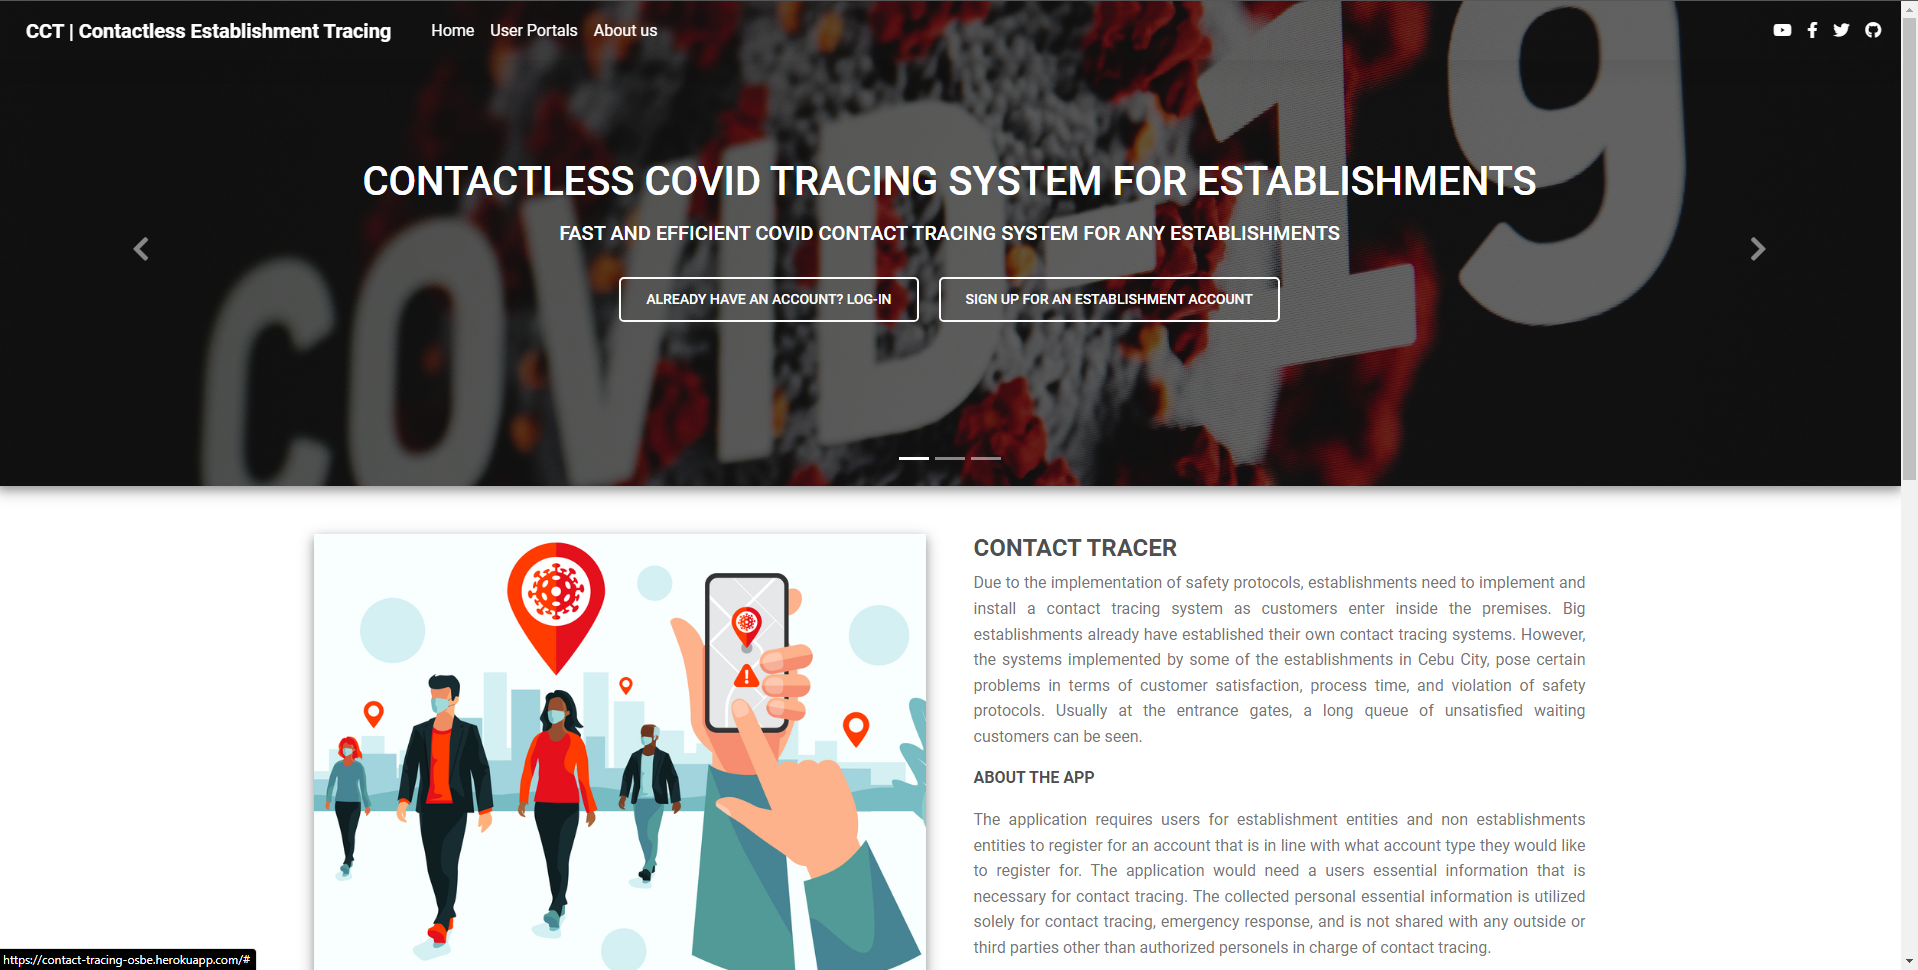 CCT | Contactless Establishment Tracing Home User Portals About us
COVID-19
CONTACTLESS COVID TRACING SYSTEM FOR ESTABLISHMENTS
FAST AND EFFICIENT COVID CONTACT TRACING SYSTEM FOR ANY ESTABLISHMENTS
ALREADY HAVE AN ACCOUNT? LOG-IN SIGN UP FOR AN ESTABLISHMENT ACCOUNT
CONTACT TRACER
Due to the implementation of safety protocols, establishments need to implement and
install a contact tracing system as customers enter inside the premises. Big
establishments already have established their own contact tracing systems. However,
the systems implemented by some of the establishments in Cebu City, pose certain
problems in terms of customer satisfaction, process time, and violation of safety
protocols. Usually at the entrance gates, a long queue of unsatisfied waiting
customers can be seen.
ABOUT THE APP
The application requires users for establishment entities and non establishments
entities to register for an account that is in line with what account type they would like
to register for. The application would need a users essential information that is
necessary for contact tracing. The collected personal essential information is utilized
solely for contact tracing, emergency response, and is not shared with any outside or
third parties other than authorized personels in charge of contact tracing.
https://contact-tracing-osbe.herokuapp.com/#